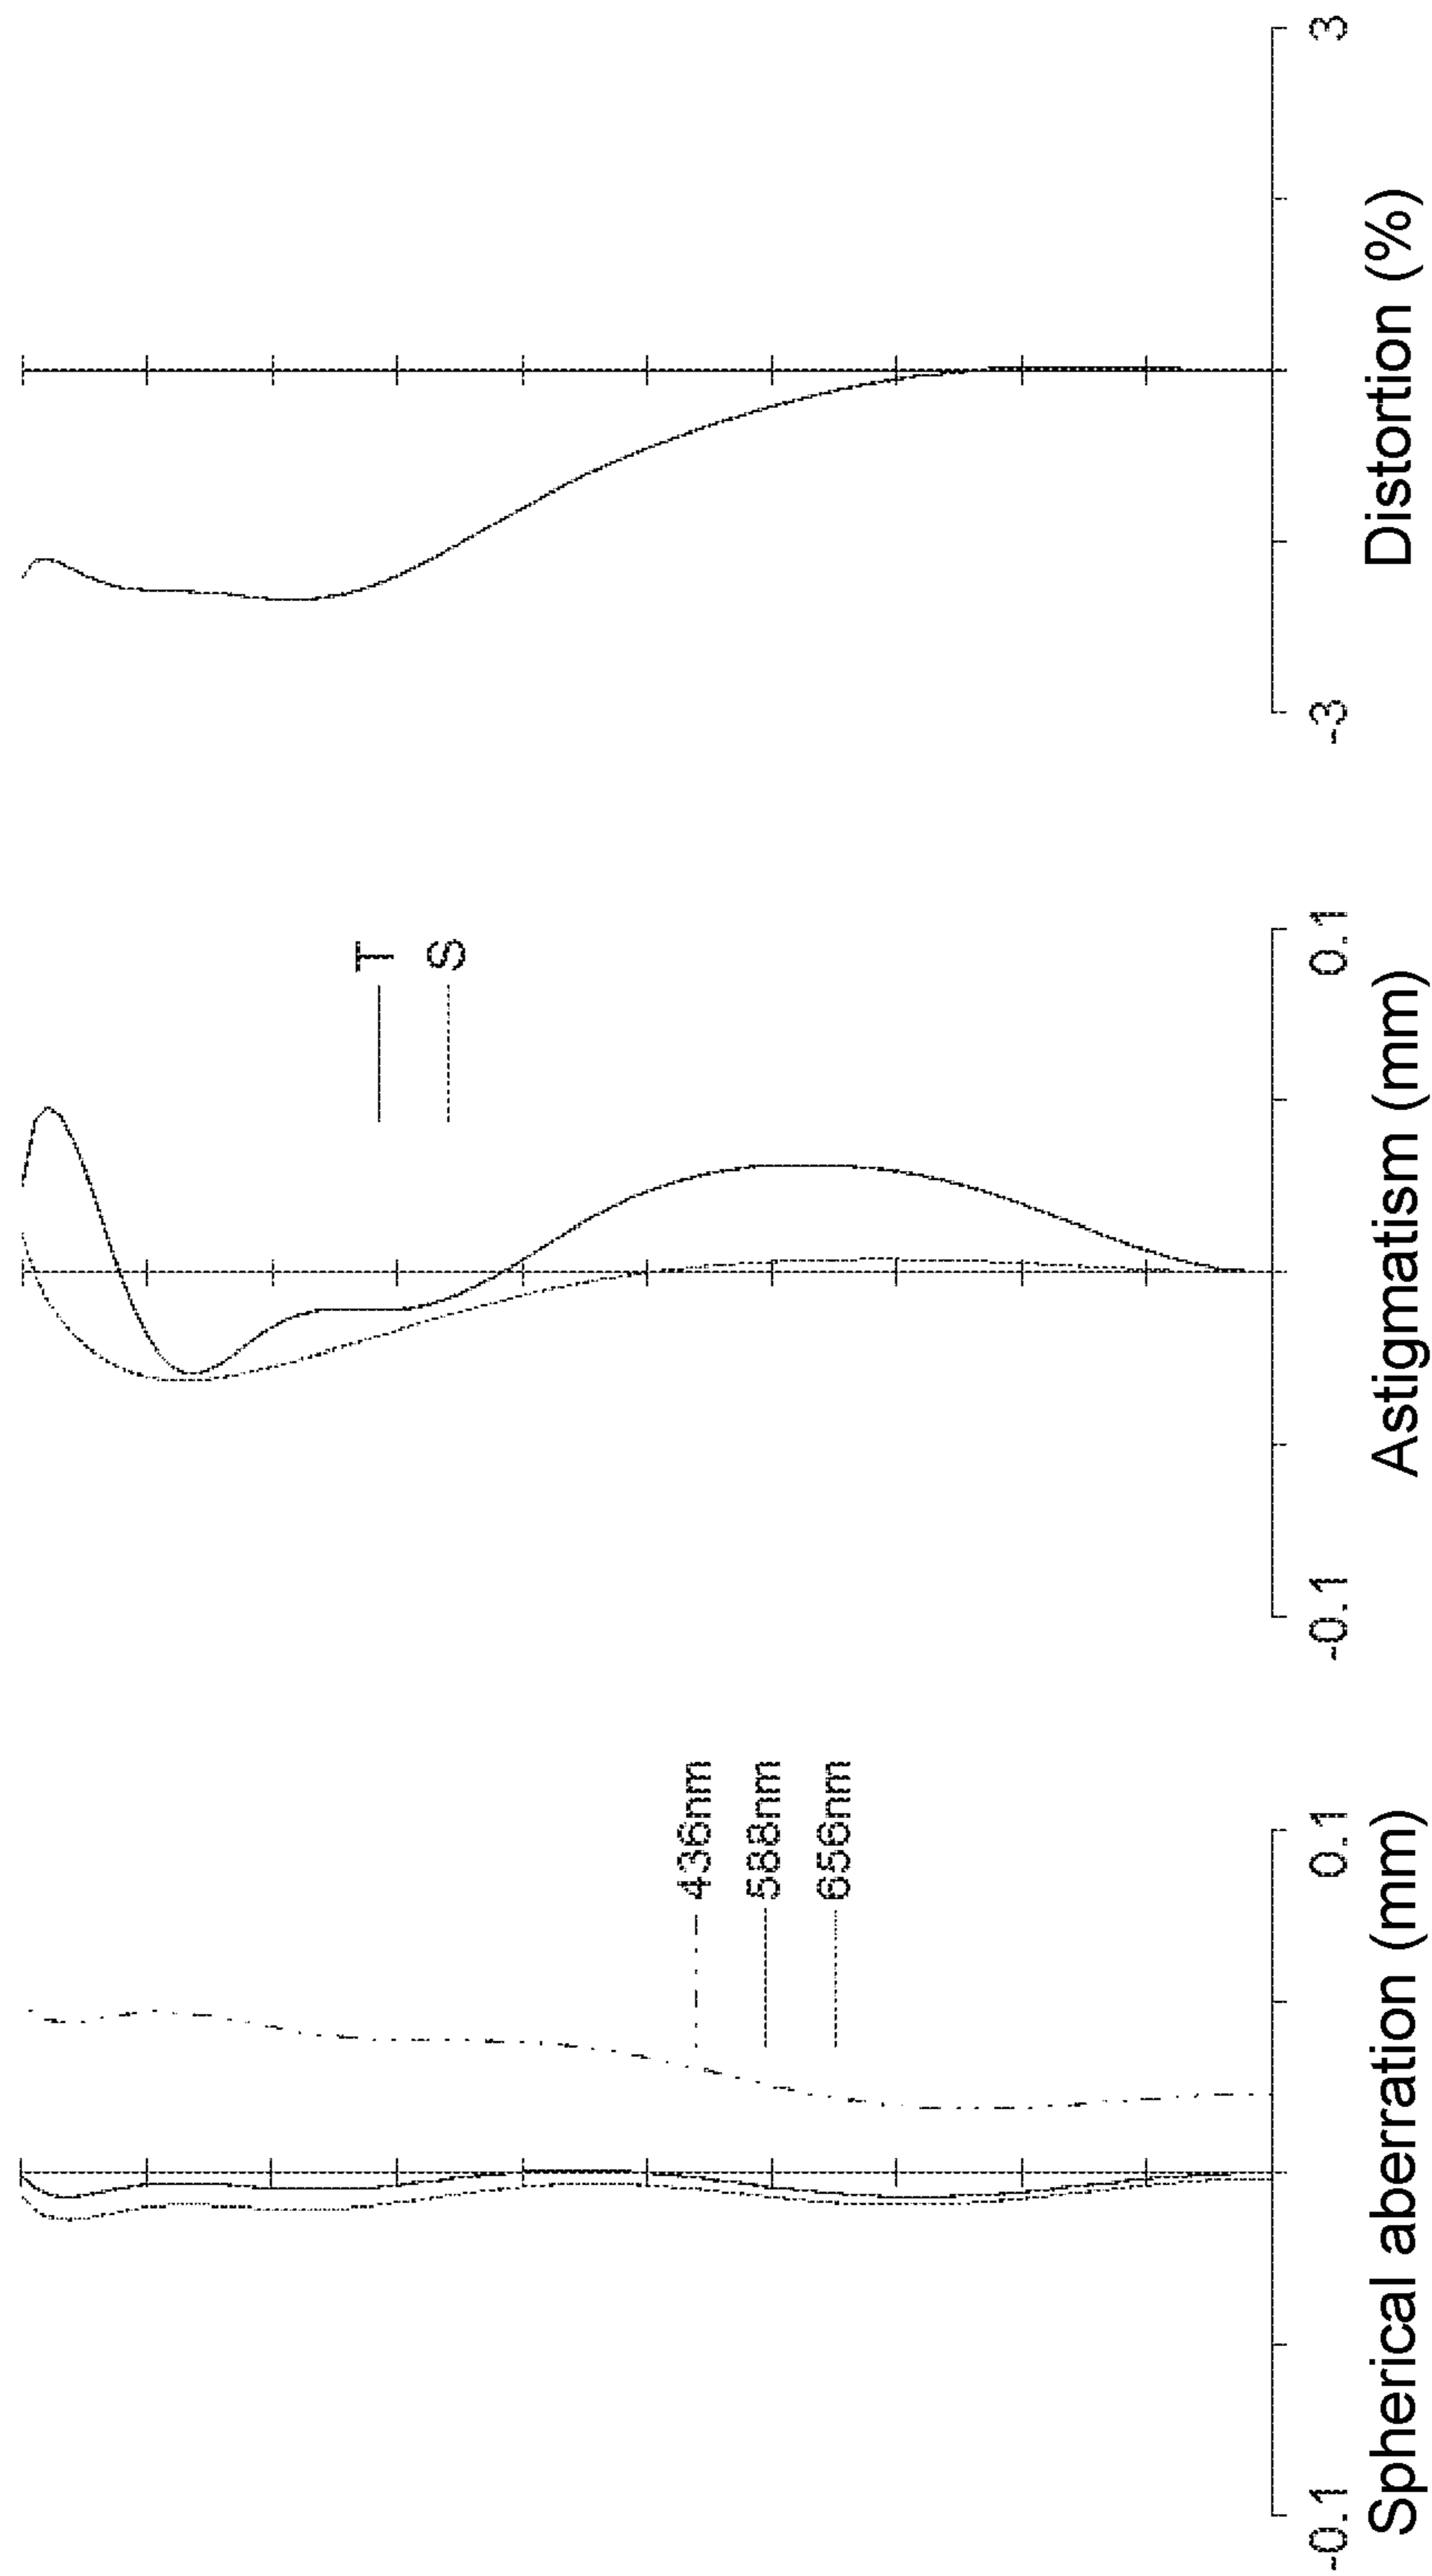 436nm
588nm
656nm
-0.1
0.1
Spherical aberration (mm)
T
S
-0.1
0.1
Astigmatism (mm)
-3
3
Distortion (%)